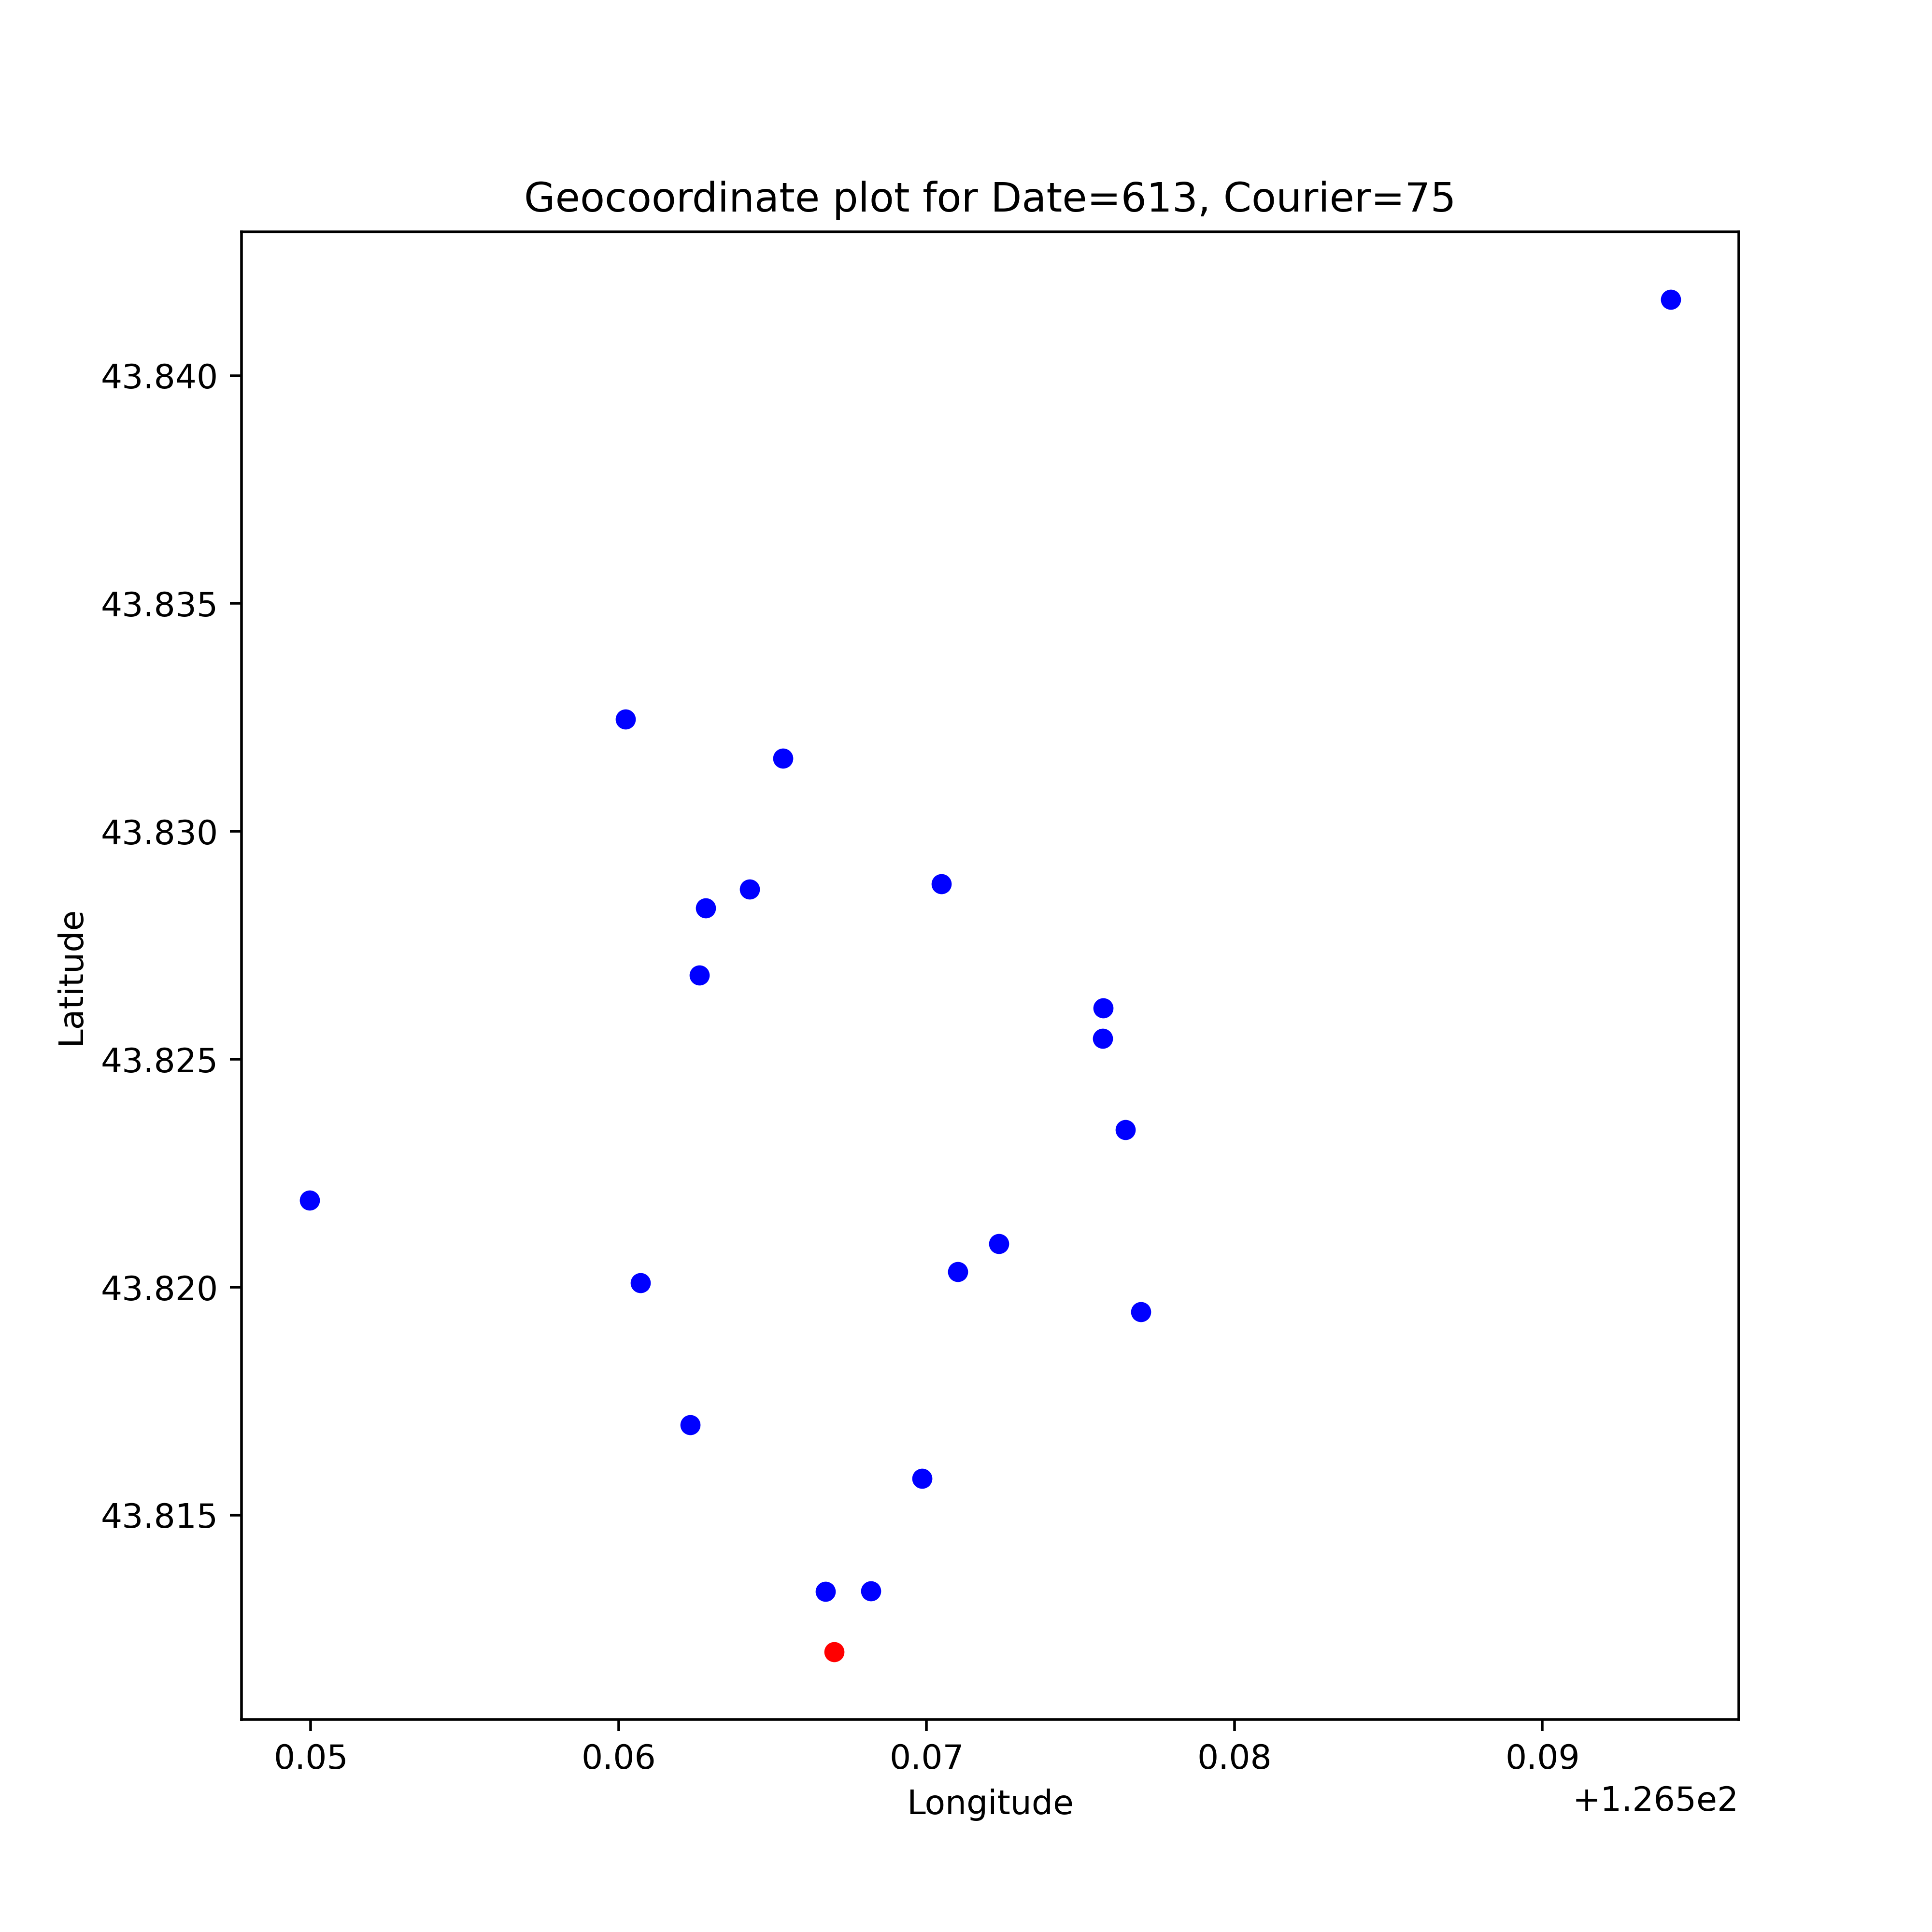 Geocoordinate plot for Date=613, Courier=75
43.840
43.835
43.830
43.825
43.820
43.815
Latitude
0.05 0.06 0.07 0.08 0.09
Longitude
+1.265e2